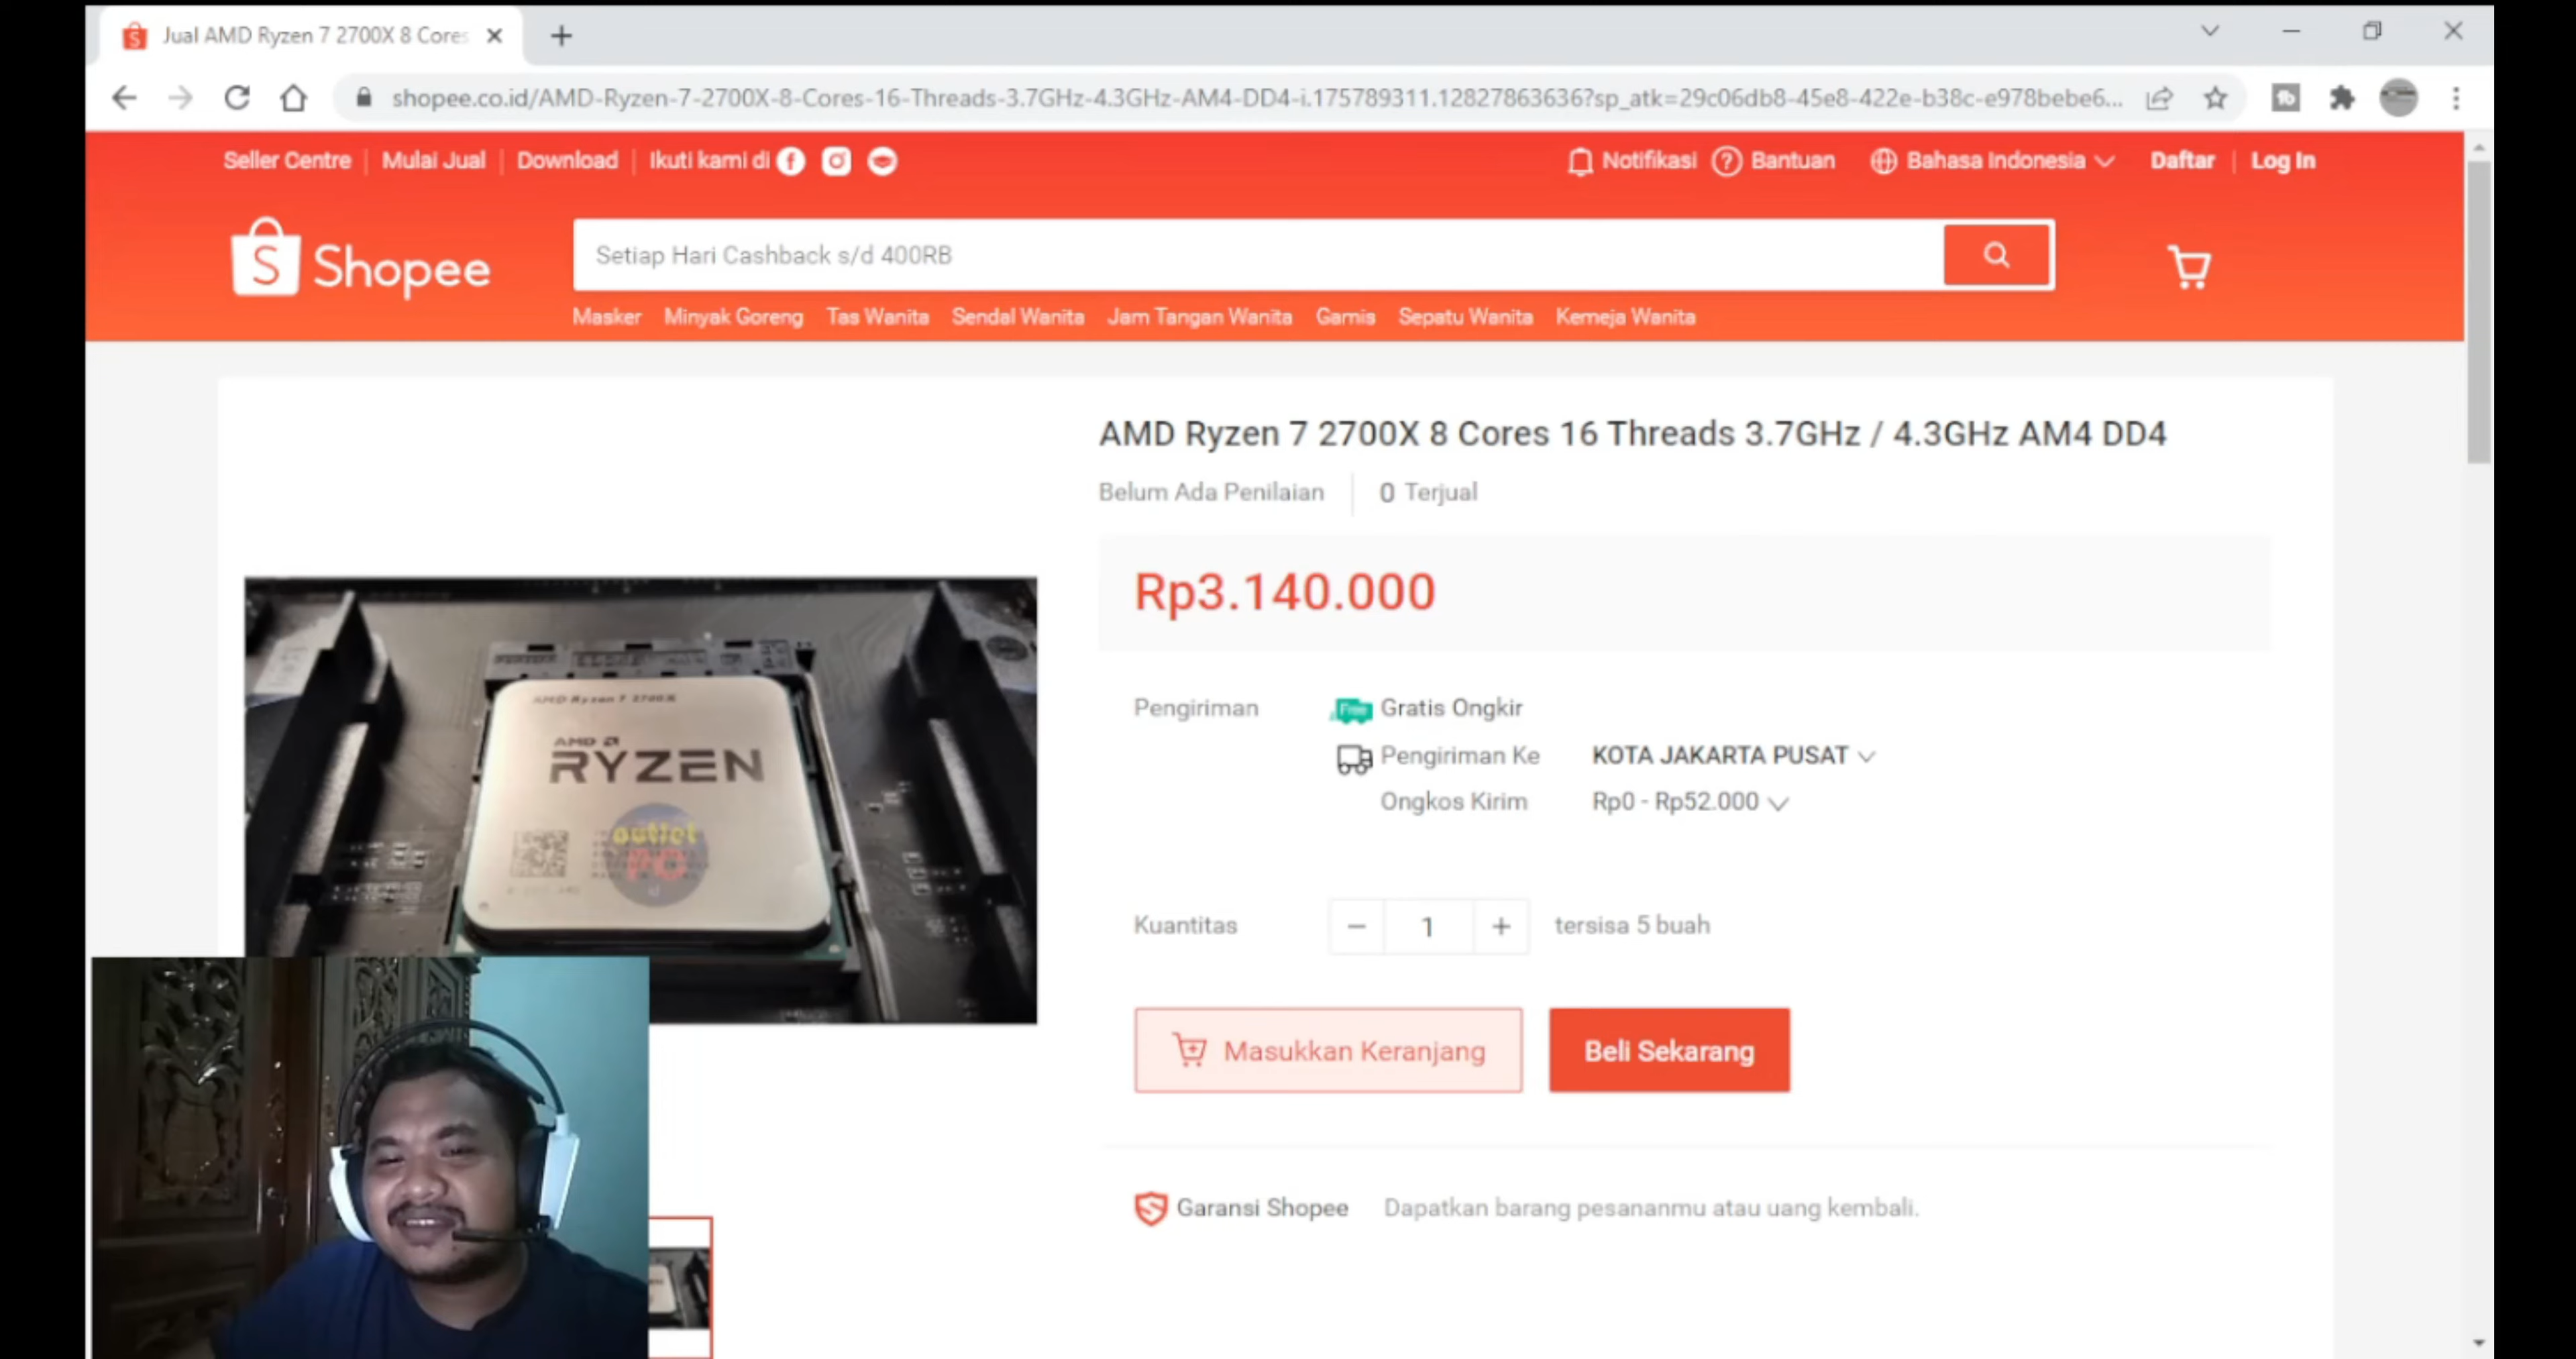 Jual AMD Ryzen 7 2700X 8 Cores
shopee.co.id/AMD-Ryzen-7-2700X-8-Cores-16-Threads-3.7GHz-4.3GHz-AM4-DD4-i.175789311.12827863636?sp_atk=29c06db8-45e8-422e-b38c-e978bebe6...
Seller Centre | Mulai Jual | Download | Ikuti kami di
Notifikasi Bantuan Bahasa Indonesia Daftar | Log In
Shopee
Setiap Hari Cashback s/d 400RB
Masker Minyak Goreng Tas Wanita Sendal Wanita Jam Tangan Wanita Gamis Sepatu Wanita Kemeja Wanita
AMD Ryzen 7 2700X 8 Cores 16 Threads 3.7GHz / 4.3GHz AM4 DD4
Belum Ada Penilaian | 0 Terjual
Rp3.140.000
AMD Ryzen 7 2700X
AMD
RYZEN
outlet
PC
id
Pengiriman Free Gratis Ongkir
Pengiriman Ke KOTA JAKARTA PUSAT
Ongkos Kirim Rp0 - Rp52.000
Kuantitas − 1 + tersisa 5 buah
Masukkan Keranjang Beli Sekarang
Garansi Shopee Dapatkan barang pesananmu atau uang kembali.